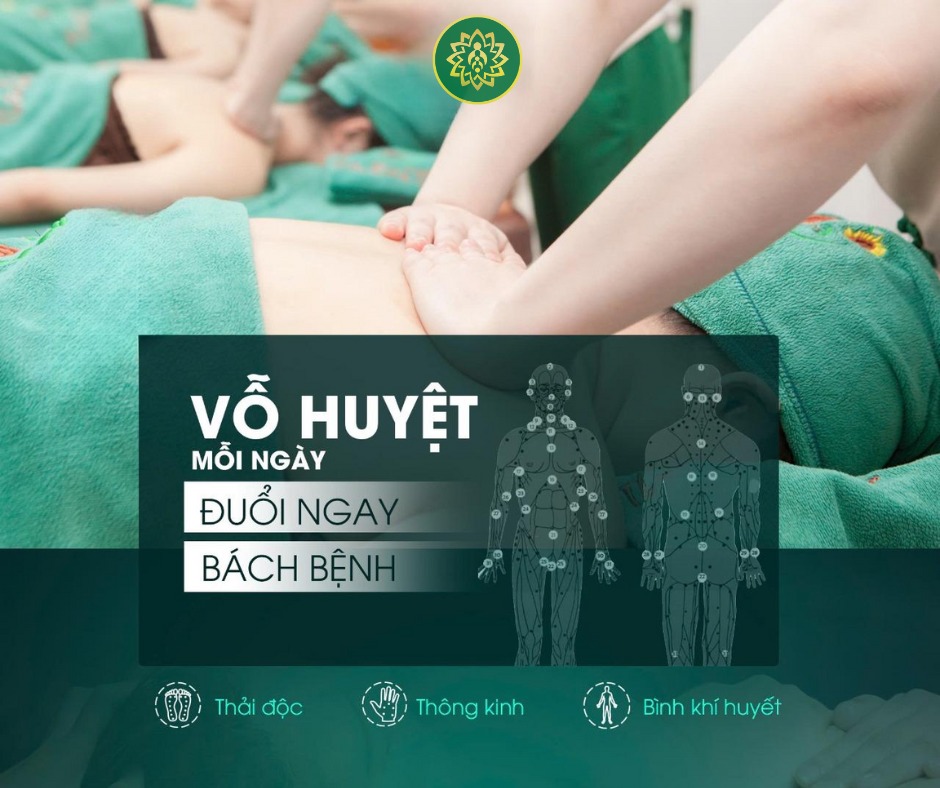 VỖ HUYỆT
MỖI NGÀY
ĐUỔI NGAY
BÁCH BỆNH
Thải độc
Thông kinh
Bình khí huyết